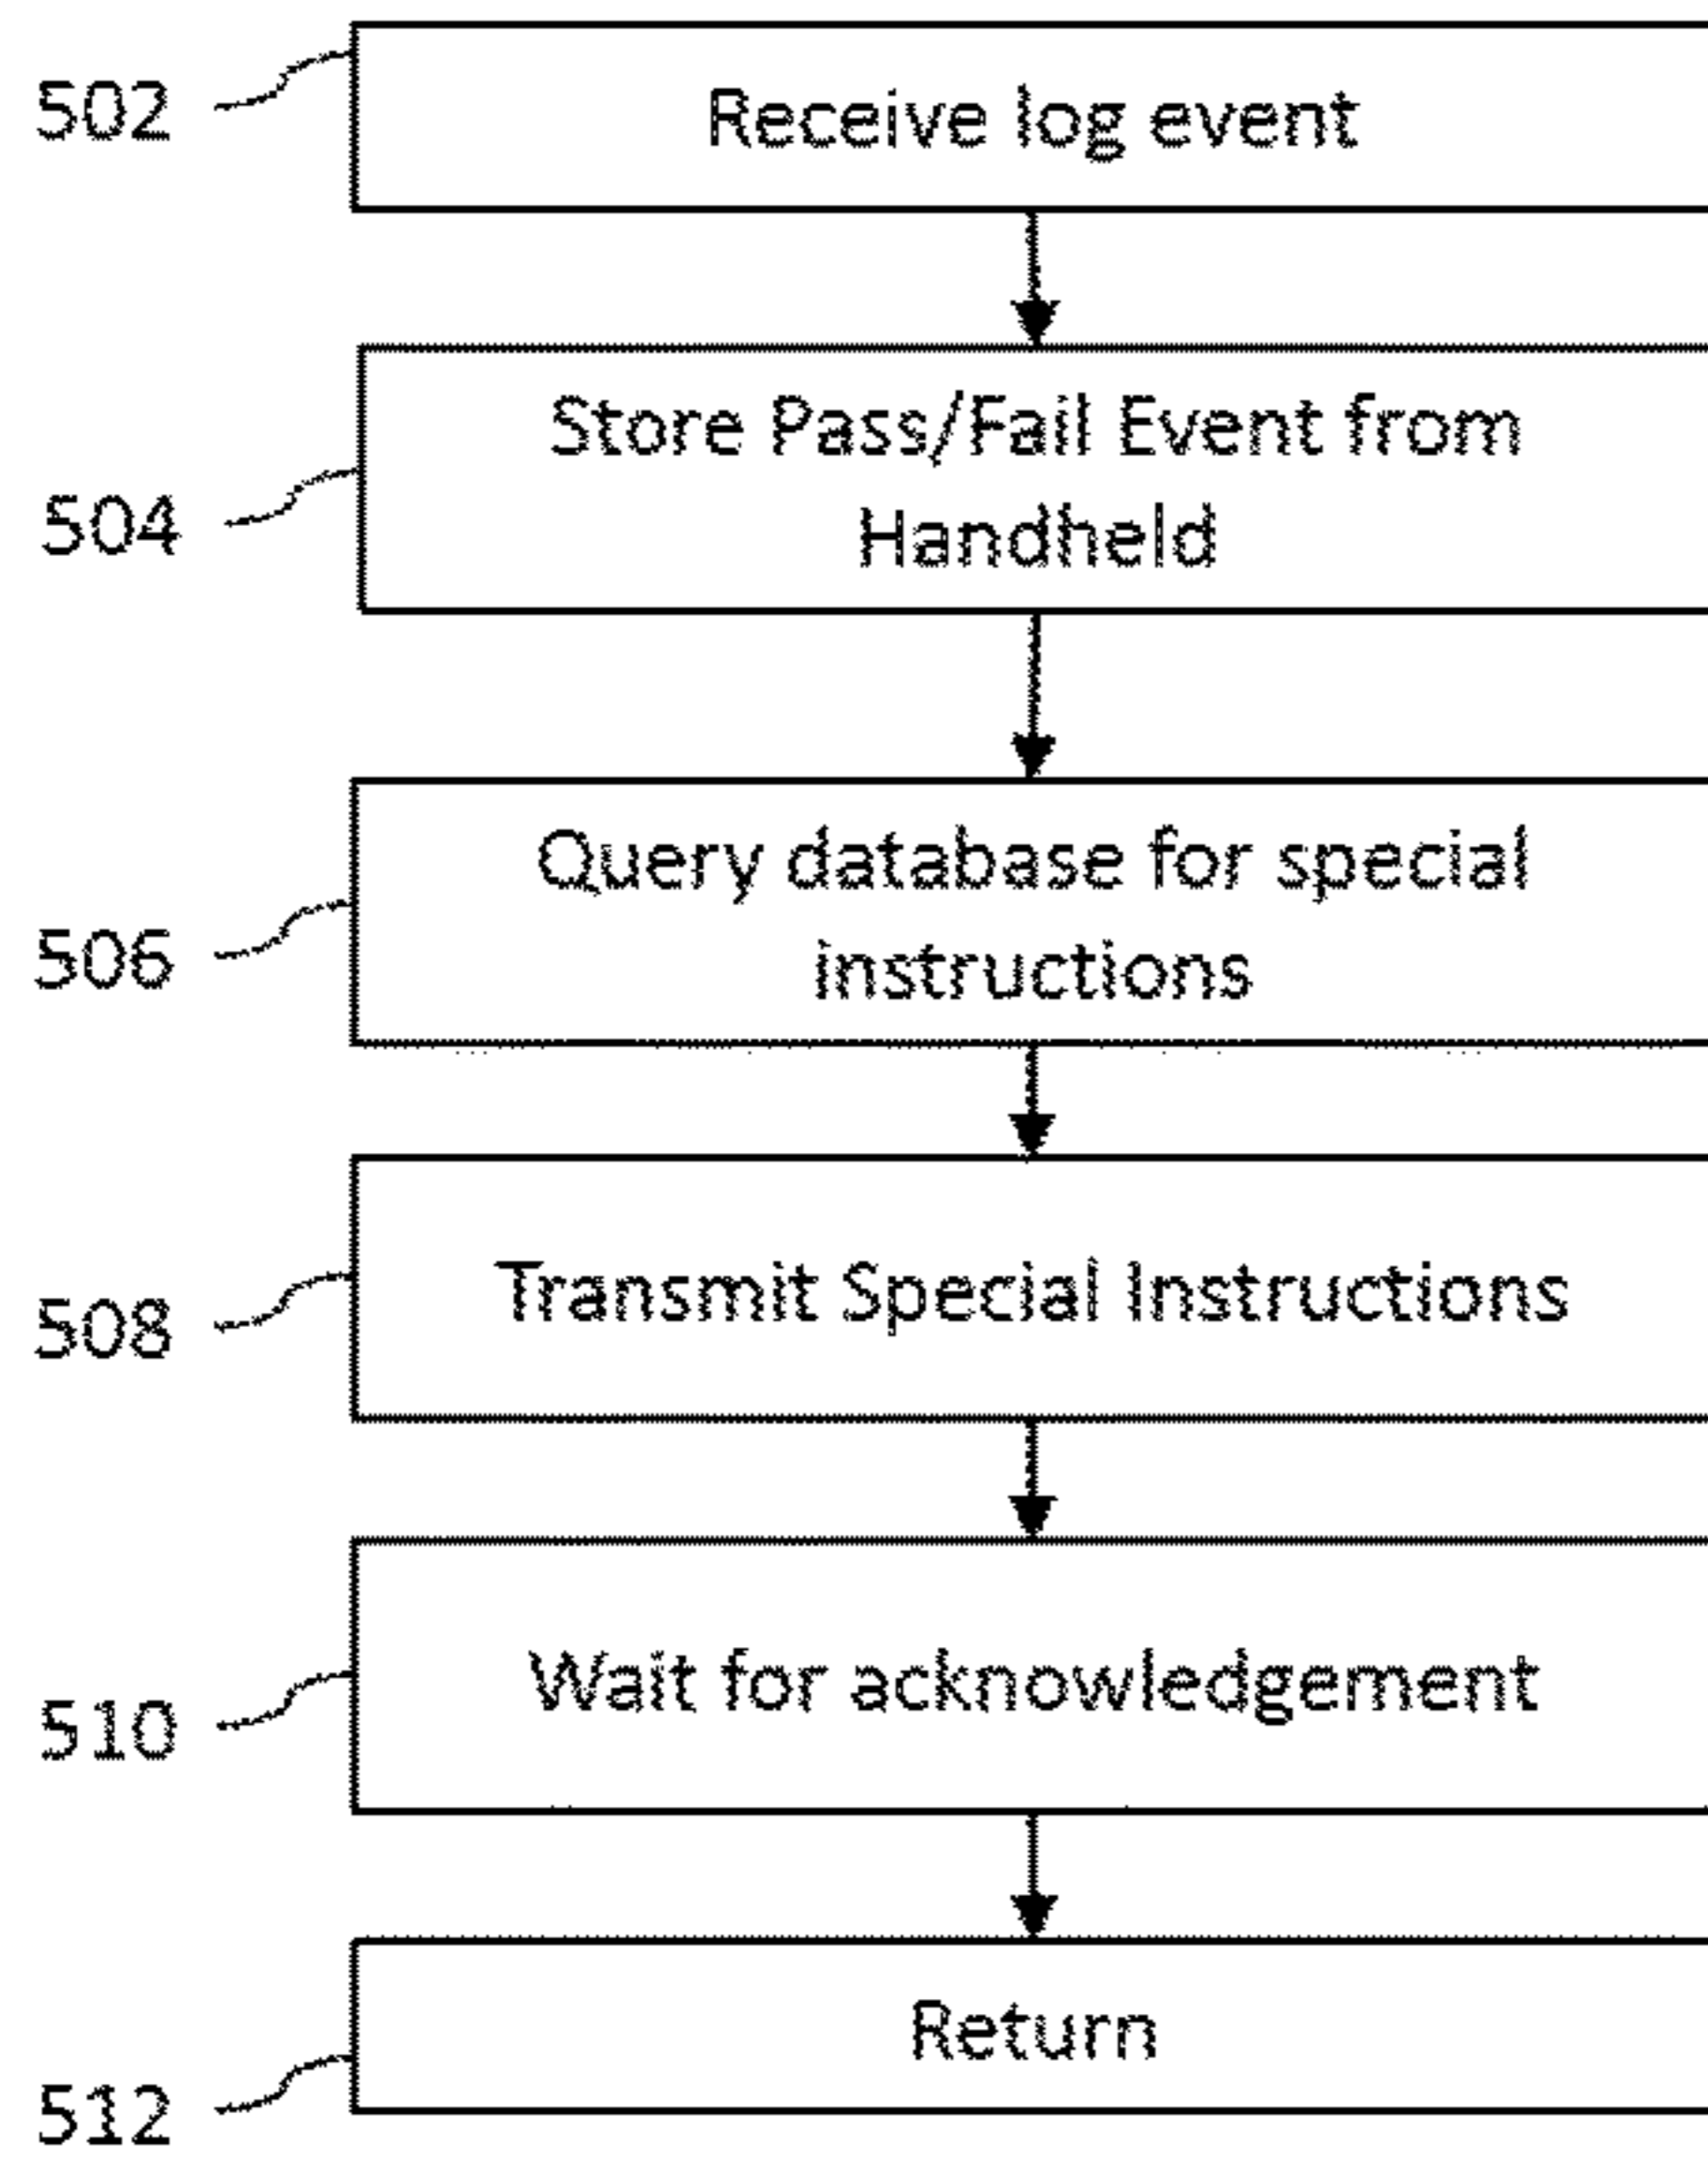 502
Receive log event
Store Pass/Fail Event from
504
Handheld
Query database for special
506
instructions
Transmit Special Instructions
508
Wait for acknowledgement
510
Return
512